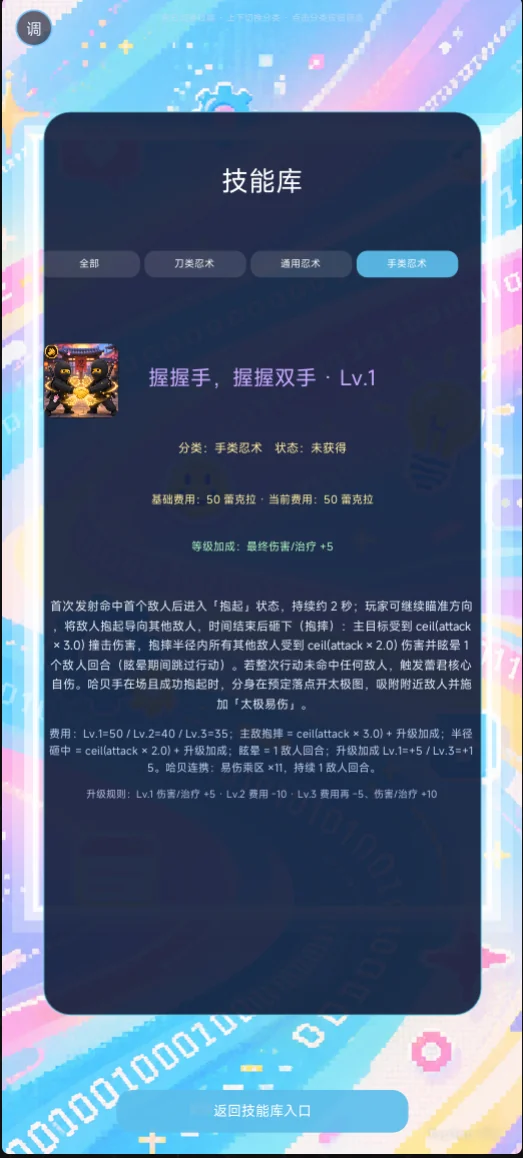 调
技能库
全部
刀类忍术
通用忍术
手类忍术
握握手，握握双手 · Lv.1
分类：手类忍术 状态：未获得
基础费用：50 蕾克拉 · 当前费用：50 蕾克拉
等级加成：最终伤害/治疗 +5
首次发射命中首个敌人后进入「抱起」状态，持续约 2 秒；玩家可继续瞄准方向
，将敌人抱起导向其他敌人，时间结束后砸下（抱摔）：主目标受到 ceil(attack
× 3.0) 撞击伤害，抱摔半径内所有其他敌人受到 ceil(attack × 2.0) 伤害并眩晕 1
个敌人回合（眩晕期间跳过行动）。若整次行动未命中任何敌人，触发蕾君核心
自伤。哈贝手在场且成功抱起时，分身在预定落点开太极图，吸附附近敌人并施
加「太极易伤」。
费用：Lv.1=50 / Lv.2=40 / Lv.3=35；主敌抱摔 = ceil(attack × 3.0) + 升级加成；半径
砸中 = ceil(attack × 2.0) + 升级加成；眩晕 = 1 敌人回合；升级加成 Lv.1=+5 / Lv.3=+1
5。哈贝连携：易伤乘区 ×11，持续 1 敌人回合。
升级规则：Lv.1 伤害/治疗 +5 · Lv.2 费用 -10 · Lv.3 费用再 -5、伤害/治疗 +10
返回技能库入口